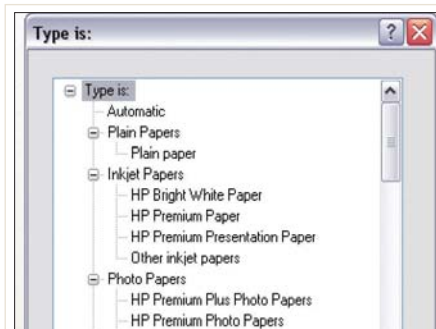 Type is:
Type is:
Automatic
Plain Papers
Plain paper
Inkjet Papers
HP Bright White Paper
HP Premium Paper
HP Premium Presentation Paper
Other inkjet papers
Photo Papers
HP Premium Plus Photo Papers
HP Premium Photo Papers